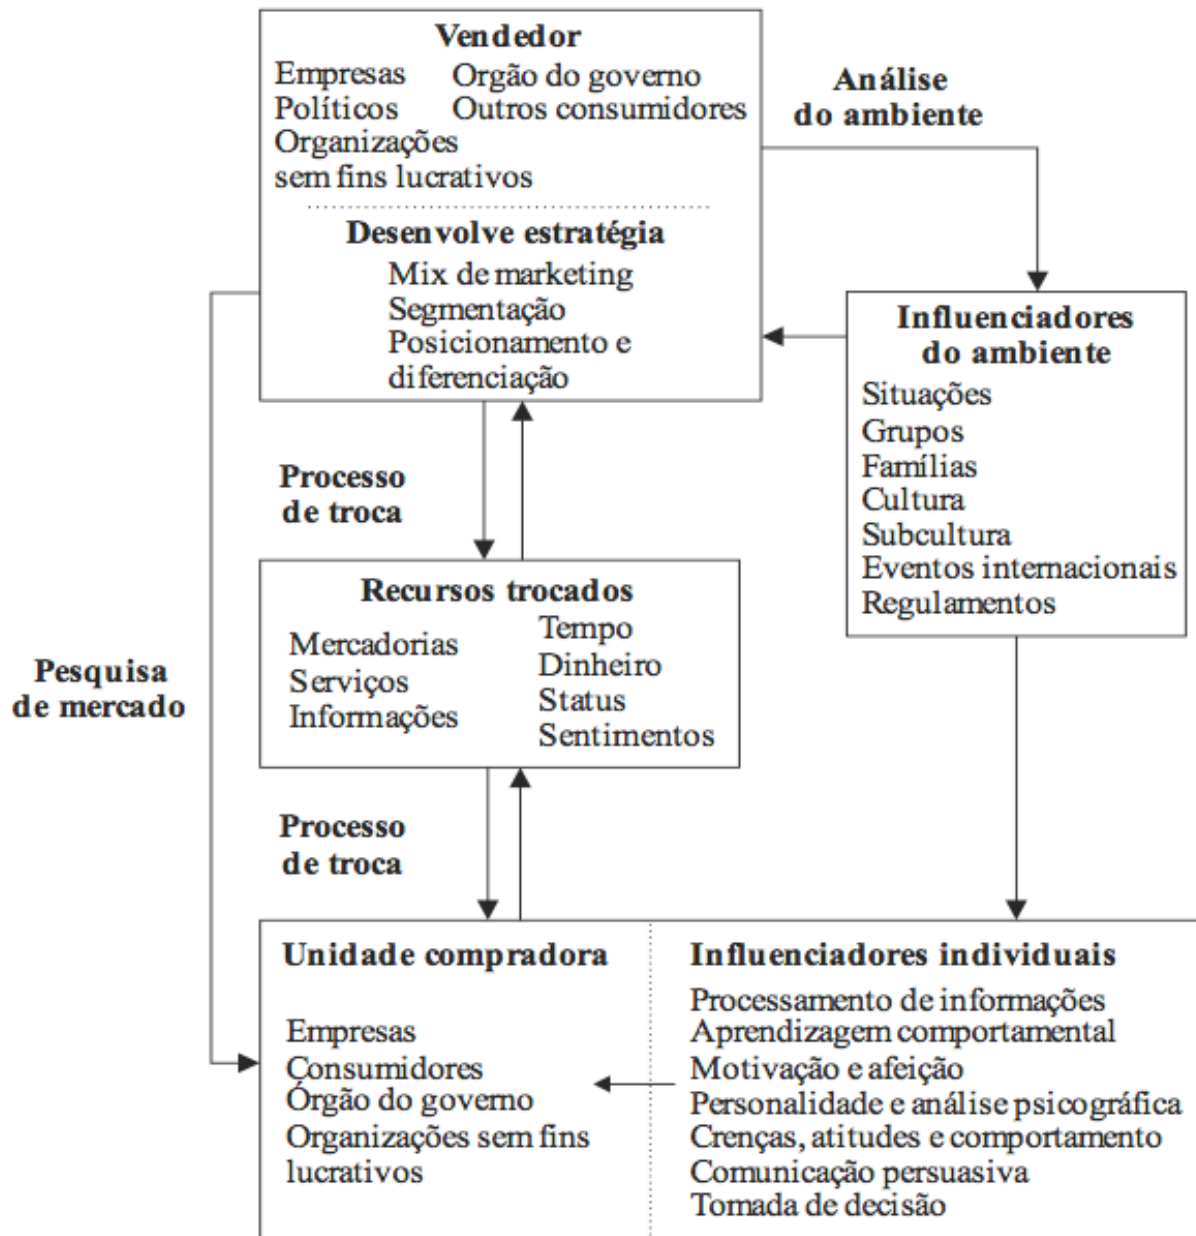 Vendedor
Empresas
Políticos
Organizações
sem fins lucrativos
Orgão do governo
Outros consumidores
Desenvolve estratégia
Mix de marketing
Segmentação
Posicionamento e
diferenciação
Análise
do ambiente
Influenciadores
do ambiente
Situações
Grupos
Famílias
Cultura
Subcultura
Eventos internacionais
Regulamentos
Processo
de troca
Recursos trocados
Mercadorias
Serviços
Informações
Tempo
Dinheiro
Status
Sentimentos
Pesquisa
de mercado
Processo
de troca
Unidade compradora
Empresas
Consumidores
Órgão do governo
Organizações sem fins
lucrativos
Influenciadores individuais
Processamento de informações
Aprendizagem comportamental
Motivação e afeição
Personalidade e análise psicográfica
Crenças, atitudes e comportamento
Comunicação persuasiva
Tomada de decisão